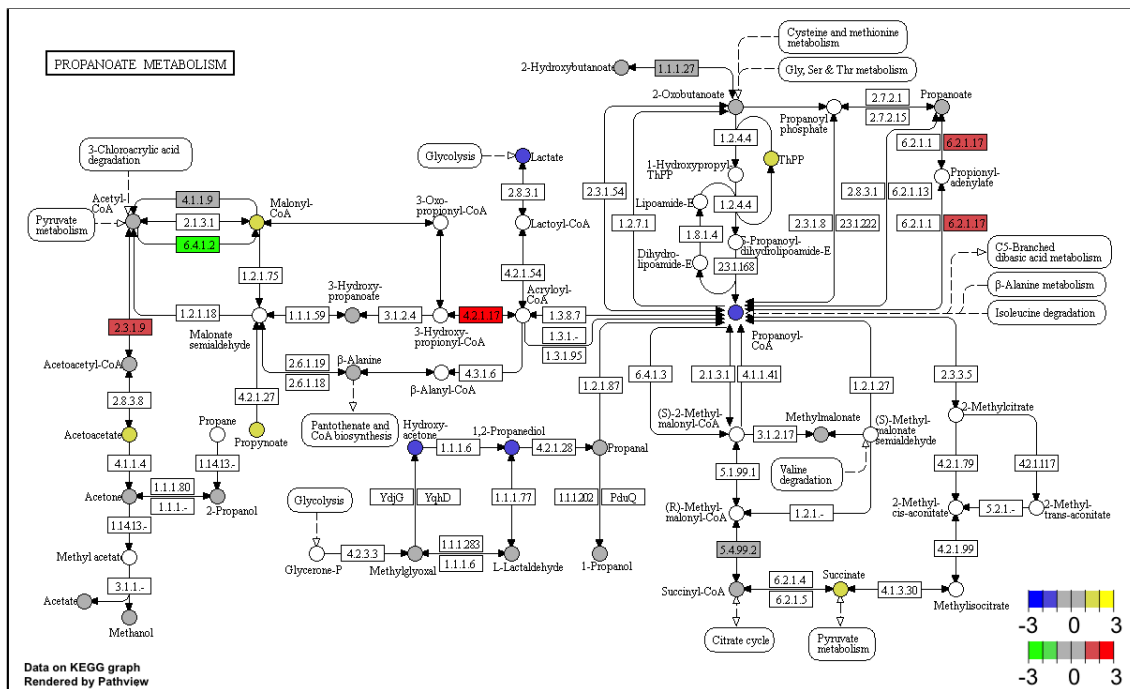 PROPANOATE METABOLISM
Cysteine and methionine
metabolism
Gly, Ser & Thr metabolism
2-Hydroxybutanoate
1.1.1.27
2-Oxobutanoate
Propanoyl
phosphate
2.7.2.1
2.7.2.15
Propanoate
1.2.4.4
ThPP
6.2.1.1
6.2.1.17
3-Chloroacrylic acid
degradation
Glycolysis
Lactate
1-Hydroxypropyl-
ThPP
Propionyl-
adenylate
Acetyl-
CoA
4.1.1.9
Malonyl-
CoA
2.8.3.1
2.3.1.54
Lipoamide-E
2.8.3.1
6.2.1.13
Pyruvate
metabolism
2.1.3.1
3-Oxo-
propionyl-CoA
Lactoyl-CoA
1.2.7.1
1.2.4.4
2.3.1.8
2.3.1.222
6.2.1.1
6.2.1.17
6.4.1.2
1.8.1.4
5-Propanoyl-
dihydrolipoamide-E
Dihydro-
lipoamide-E
C5-Branched
dibasic acid metabolism
1.2.1.75
4.2.1.54
2.3.1.168
β-Alanine metabolism
3-Hydroxy-
propanoate
Acryloyl-
CoA
Isoleucine degradation
1.2.1.18
Malonate
semialdehyde
1.1.1.59
3.1.2.4
3-Hydroxy-
propionyl-CoA
4.2.1.17
1.3.8.7
1.3.1.-
1.3.1.95
Propanoyl-
CoA
2.3.1.9
Acetoacetyl-CoA
2.6.1.19
2.6.1.18
β-Alanine
β-Alanyl-CoA
4.3.1.6
1.2.1.87
6.4.1.3
2.1.3.1
4.1.1.41
1.2.1.27
2.3.3.5
2.8.3.8
4.2.1.27
Propane
Propynoate
Acetoacetate
Pantothenate and
CoA biosynthesis
Hydroxy-
acetone
1,2-Propanediol
(S)-2-Methyl-
malonyl-CoA
Methylmalonate
(S)-Methyl-
malonate
semialdehyde
2-Methylcitrate
1.1.1.6
4.2.1.28
Propanal
3.1.2.17
4.1.1.4
1.14.13.-
5.1.99.1
Valine
degradation
4.2.1.79
4.2.1.117
Acetone
1.1.1.80
1.1.1.-
2-Propanol
Glycolysis
YdjG
YqhD
1.1.1.77
1.1.1.202
PduQ
(R)-Methyl-
malonyl-CoA
1.2.1.-
2-Methyl-
cis-aconitate
5.2.1.-
2-Methyl-
trans-aconitate
1.14.13.-
Methyl acetate
Glycerone-P
4.2.3.3
Methylglyoxal
1.1.1.283
1.1.1.6
L-Lactaldehyde
1-Propanol
5.4.99.2
4.2.1.99
3.1.1.-
Acetate
Methanol
Succinyl-CoA
6.2.1.4
6.2.1.5
Succinate
4.1.3.30
Methylisocitrate
Citrate cycle
Pyruvate
metabolism
-3 0 3
-3 0 3
Data on KEGG graph
Rendered by Pathview